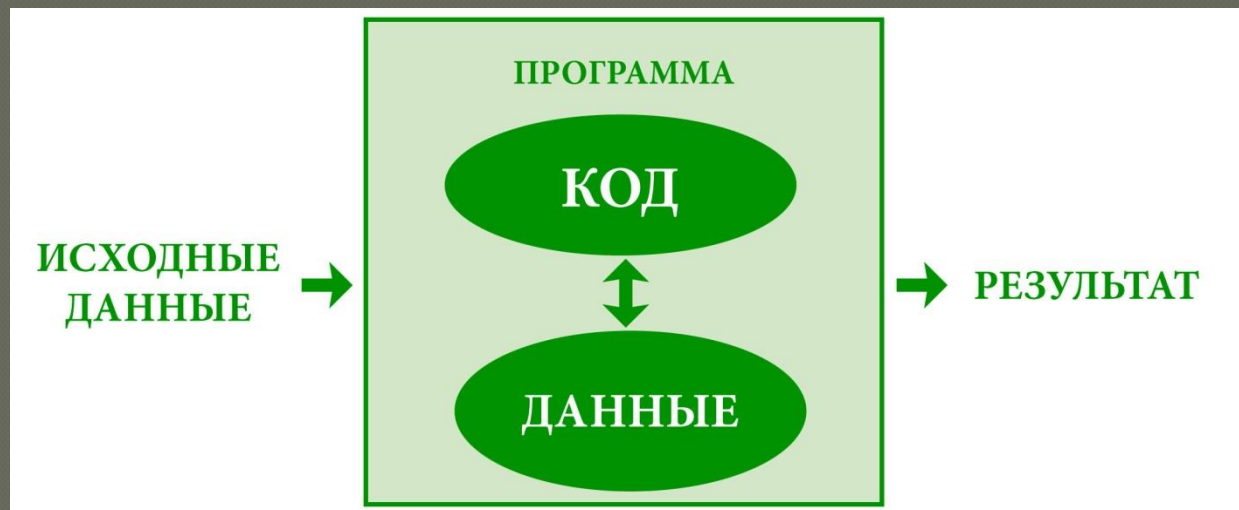 ПРОГРАММА
КОД
ИСХОДНЫЕ
ДАННЫЕ
РЕЗУЛЬТАТ
ДАННЫЕ